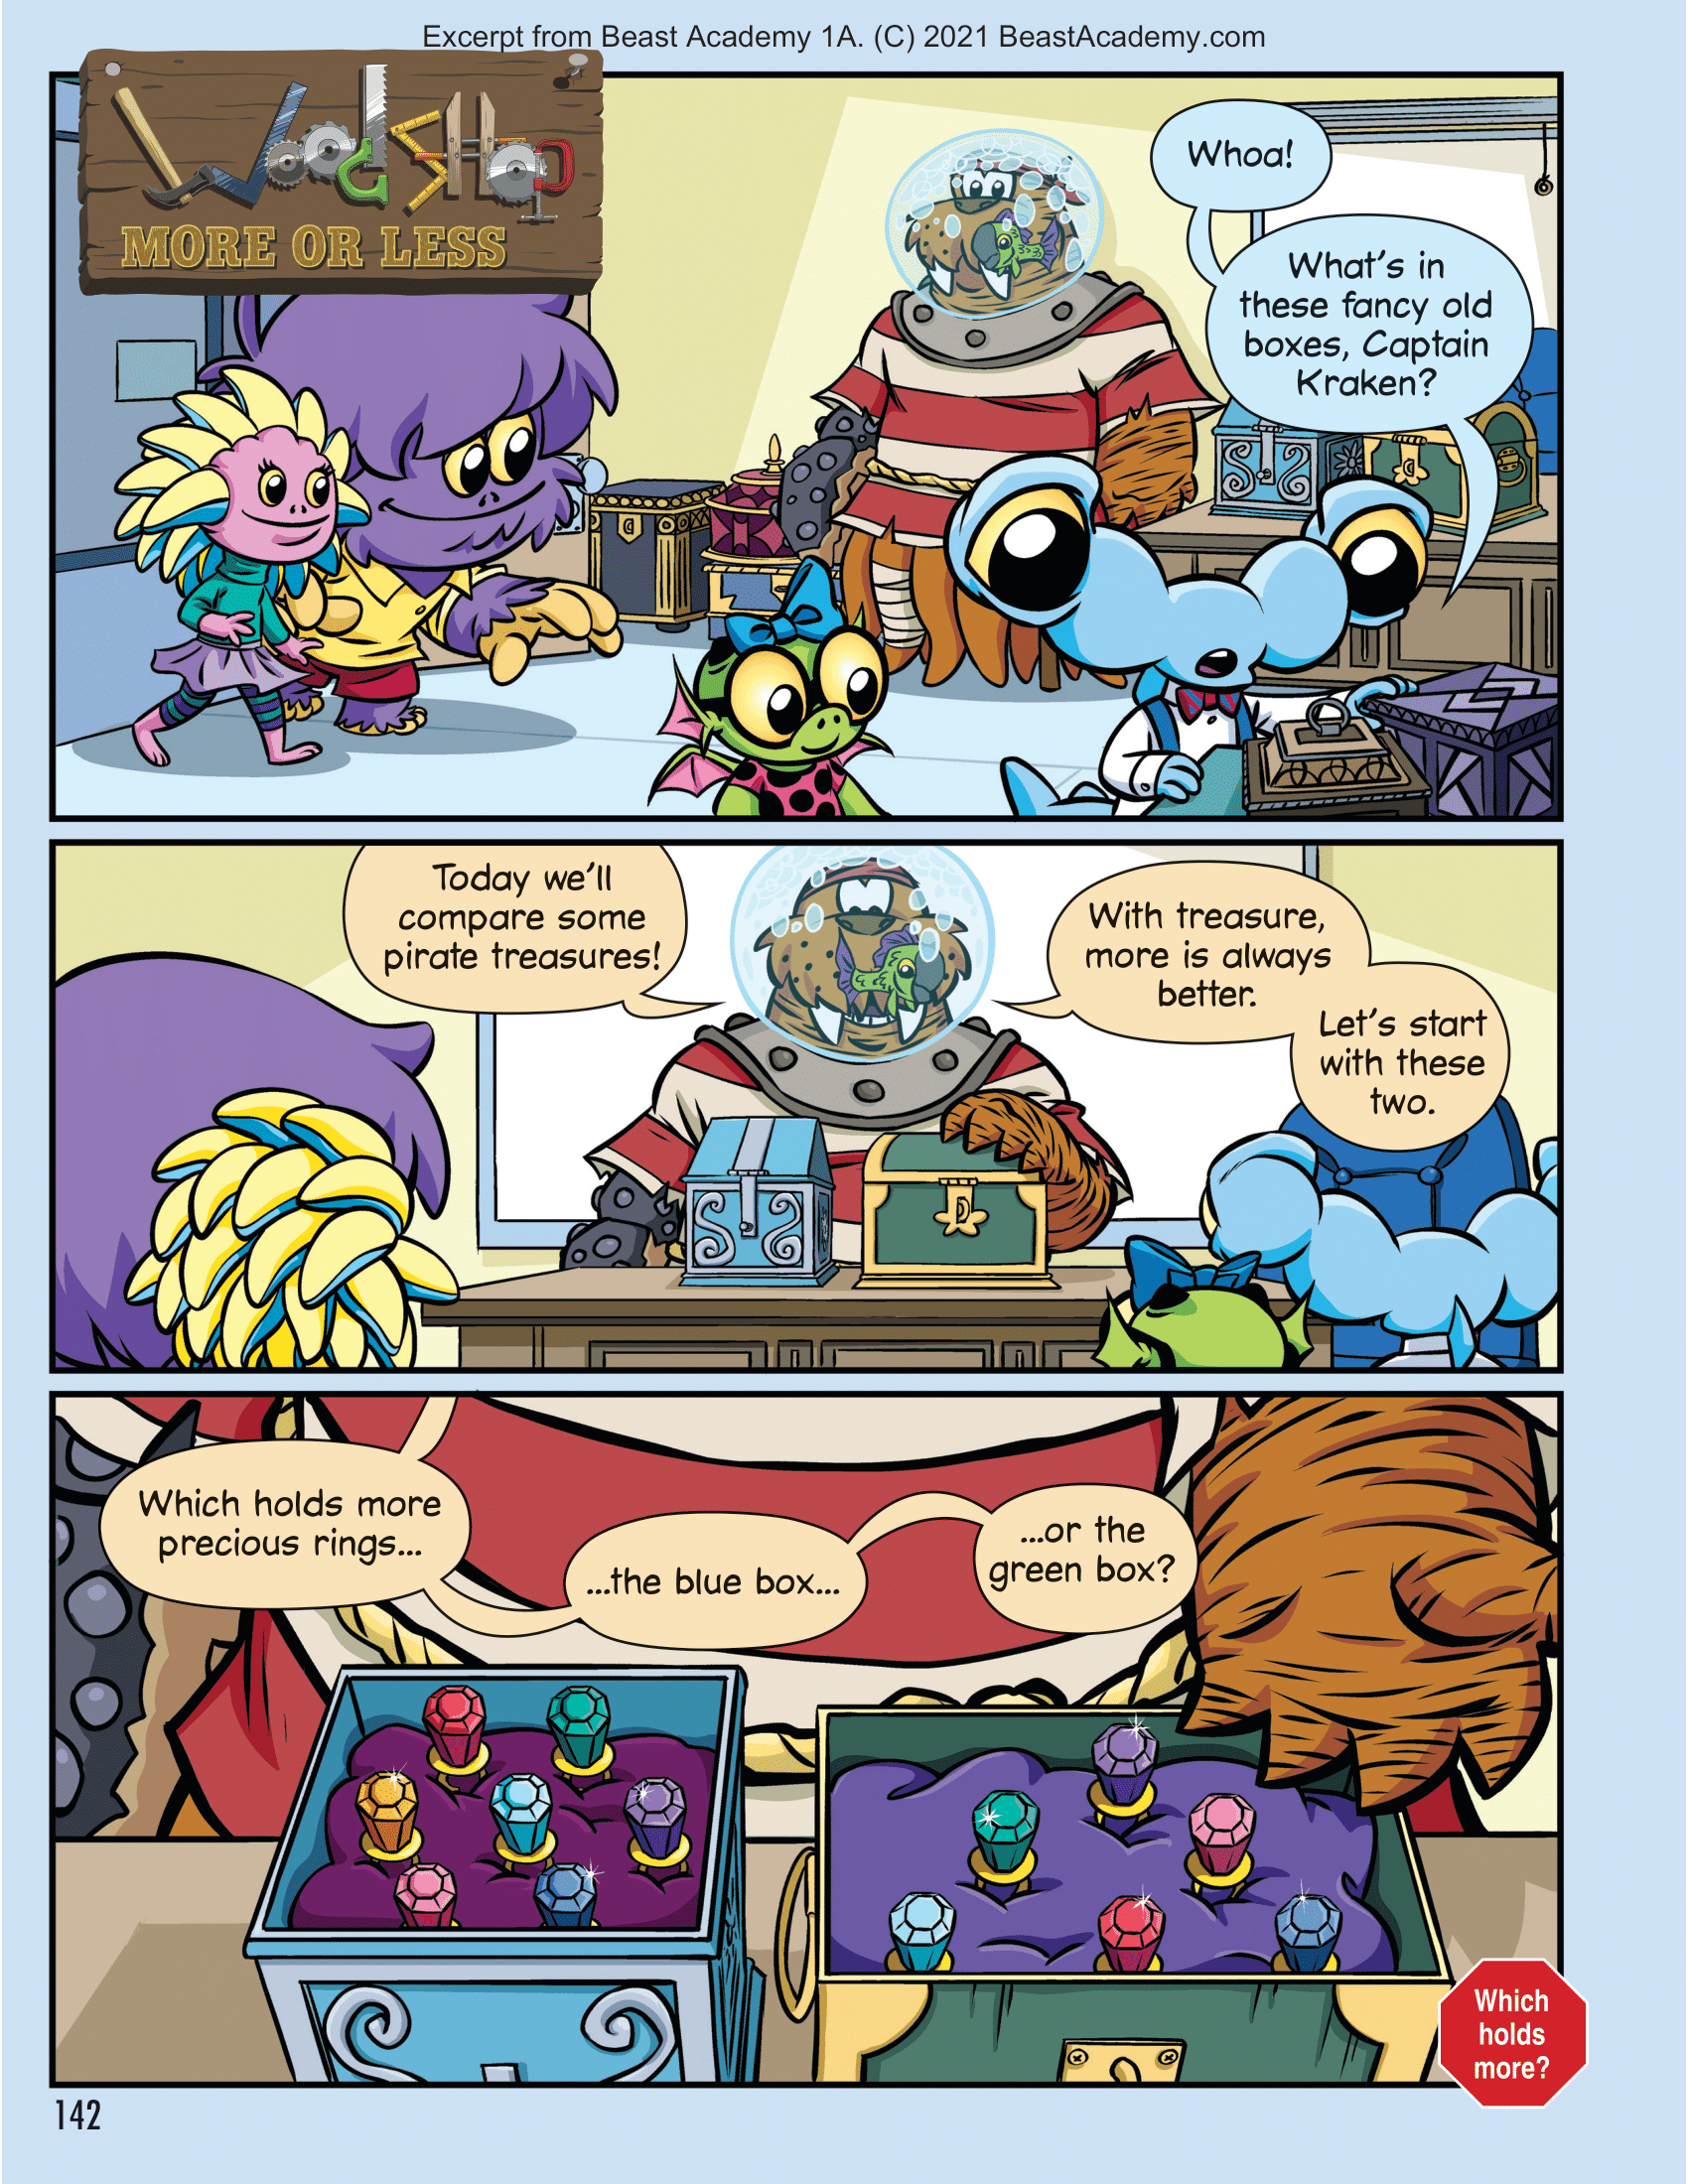 Excerpt from Beast Academy 1A. (C) 2021 BeastAcademy.com
WOODSHOP
MORE OR LESS
Whoa!
What's in
these fancy old
boxes, Captain
Kraken?
Today we'll
compare some
pirate treasures!
With treasure,
more is always
better.
Let's start
with these
two.
Which holds more
precious rings...
...the blue box...
...or the
green box?
Which
holds
more?
142